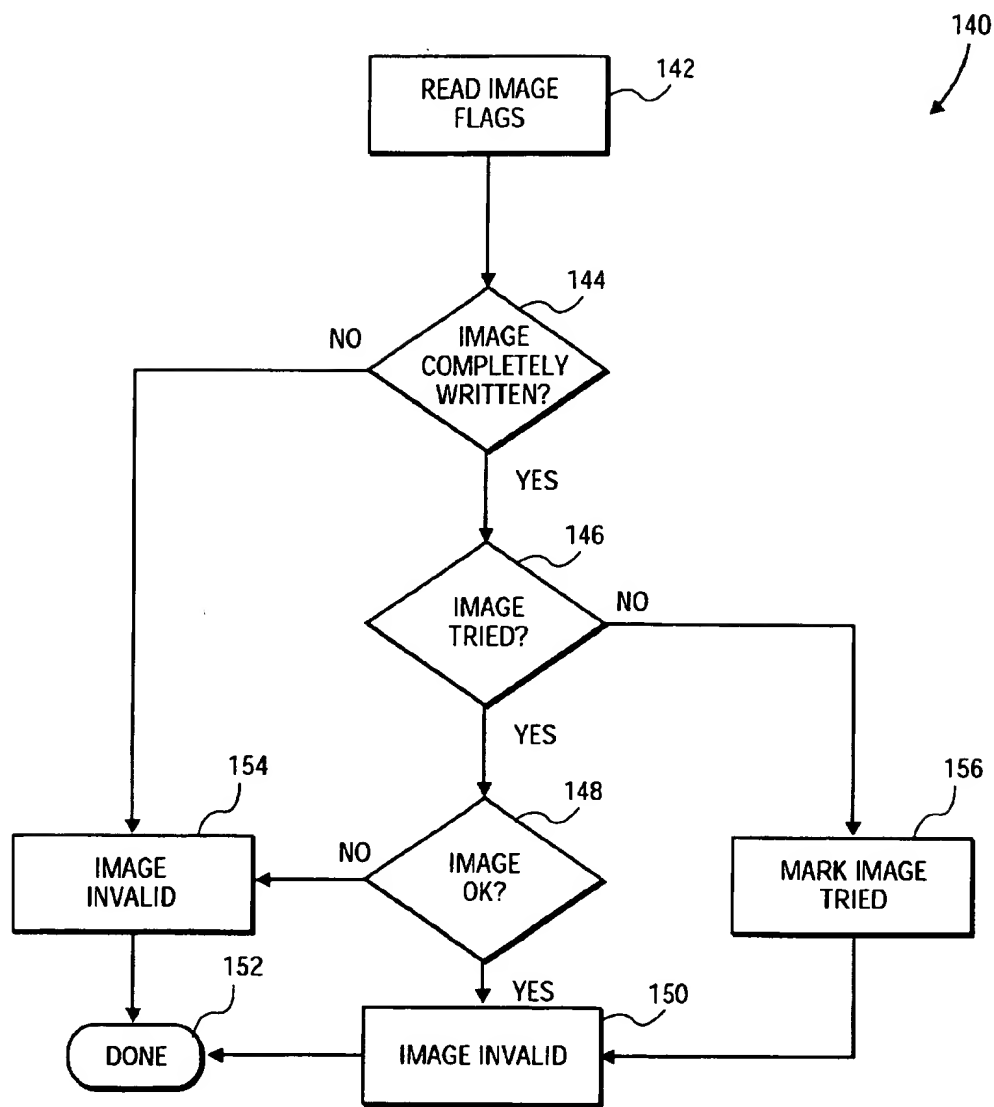 140
READ IMAGE
FLAGS
142
144
NO
IMAGE
COMPLETELY
WRITTEN?
YES
146
IMAGE
TRIED?
NO
YES
154
148
156
IMAGE
INVALID
NO
IMAGE
OK?
MARK IMAGE
TRIED
152
YES
150
DONE
IMAGE INVALID